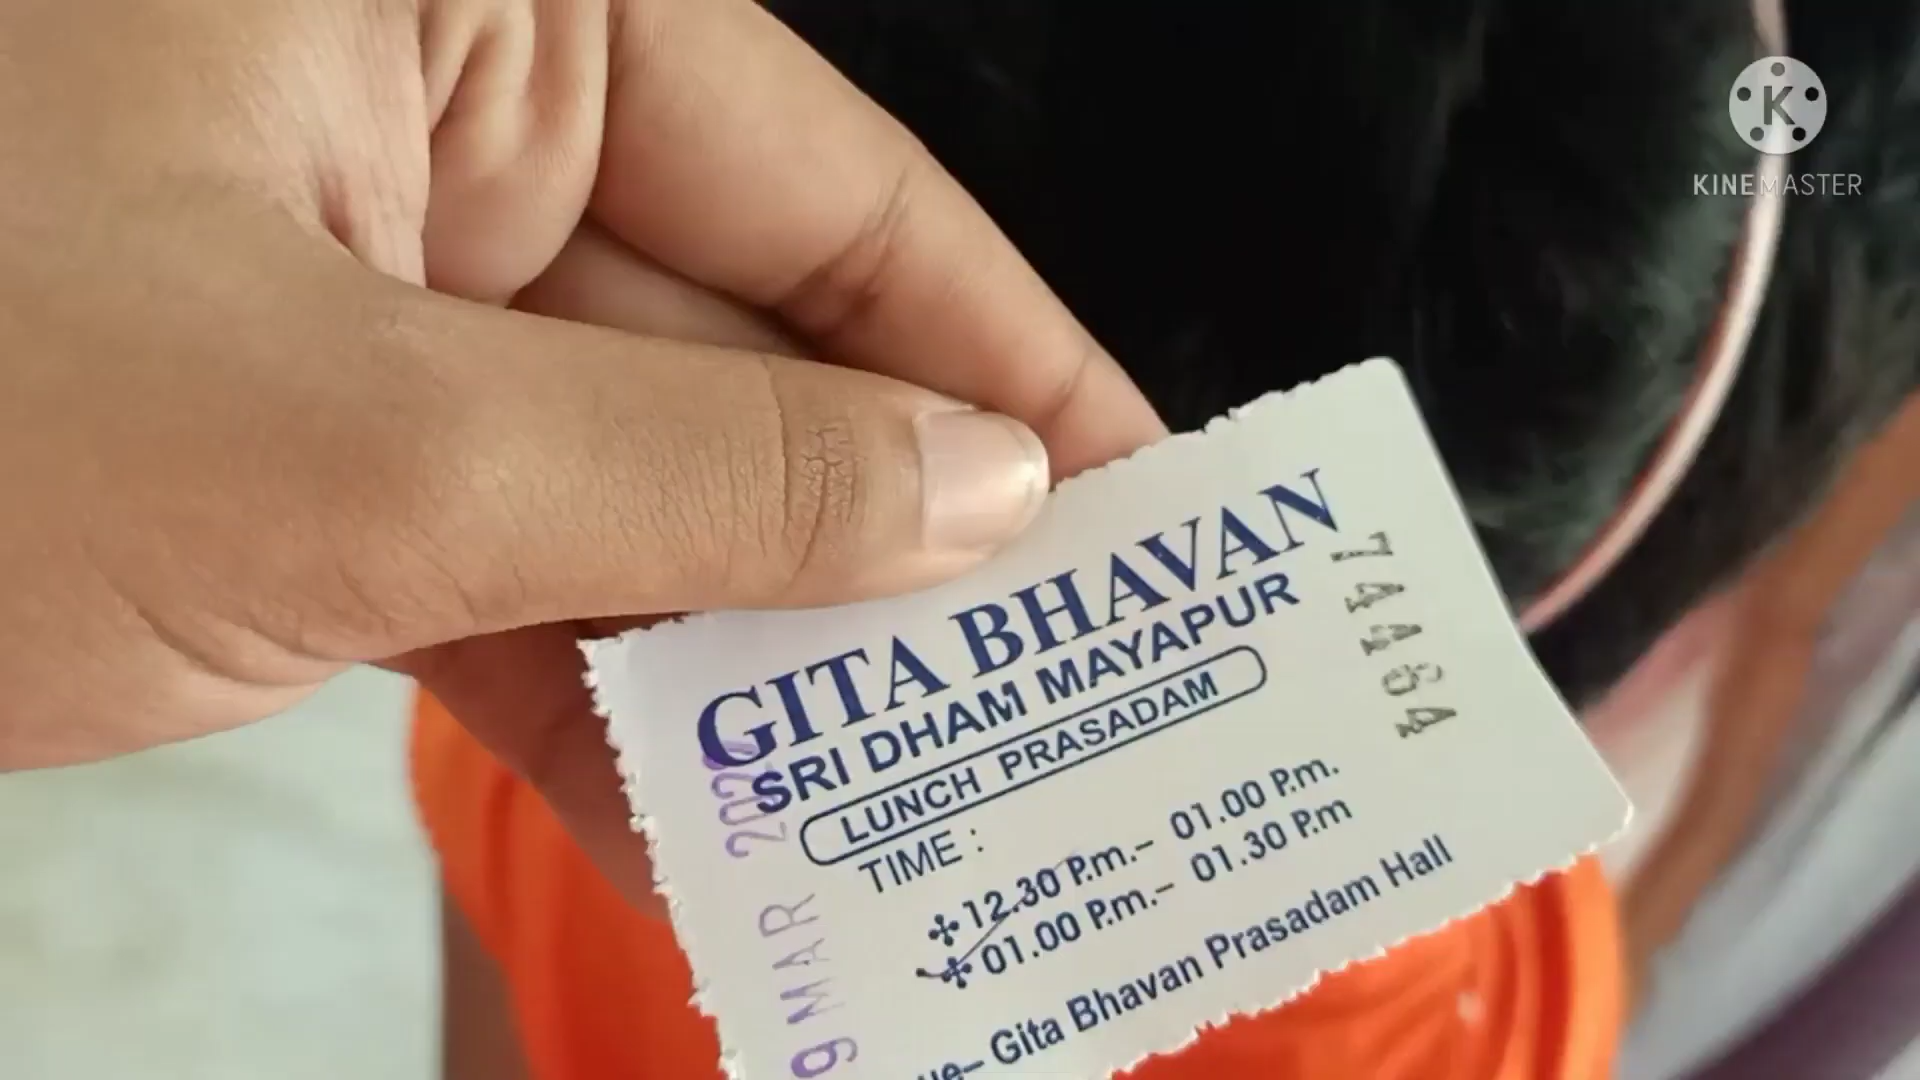 KINEMASTER
GITA BHAVAN
SRI DHAM MAYAPUR
LUNCH PRASADAM
TIME :
12.30 P.m.– 01.00 P.m.
01.00 P.m.– 01.30 P.m
Gita Bhavan Prasadam Hall
74464
9 MAR